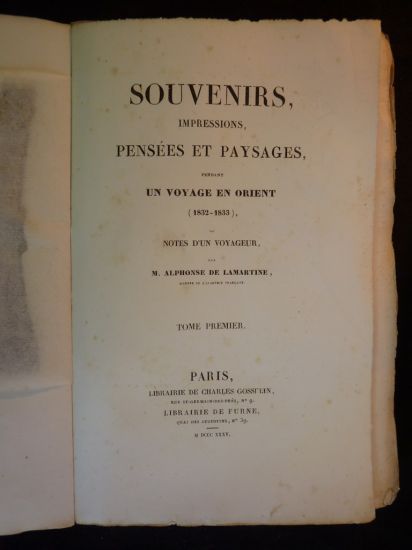 SOUVENIRS,
IMPRESSIONS,
PENSÉES ET PAYSAGES,
PENDANT
UN VOYAGE EN ORIENT
(1832-1833),
OU
NOTES D'UN VOYAGEUR,
PAR
M. ALPHONSE DE LAMARTINE,
MEMBRE DE L'ACADÉMIE FRANÇAISE.
TOME PREMIER.
PARIS,
LIBRAIRIE DE CHARLES GOSSELIN,
RUE ST-GERMAIN-DES-PRÉS, N° 9.
LIBRAIRIE DE FURNE,
QUAI DES AUGUSTINS, N° 39.
M DCCC XXXV.